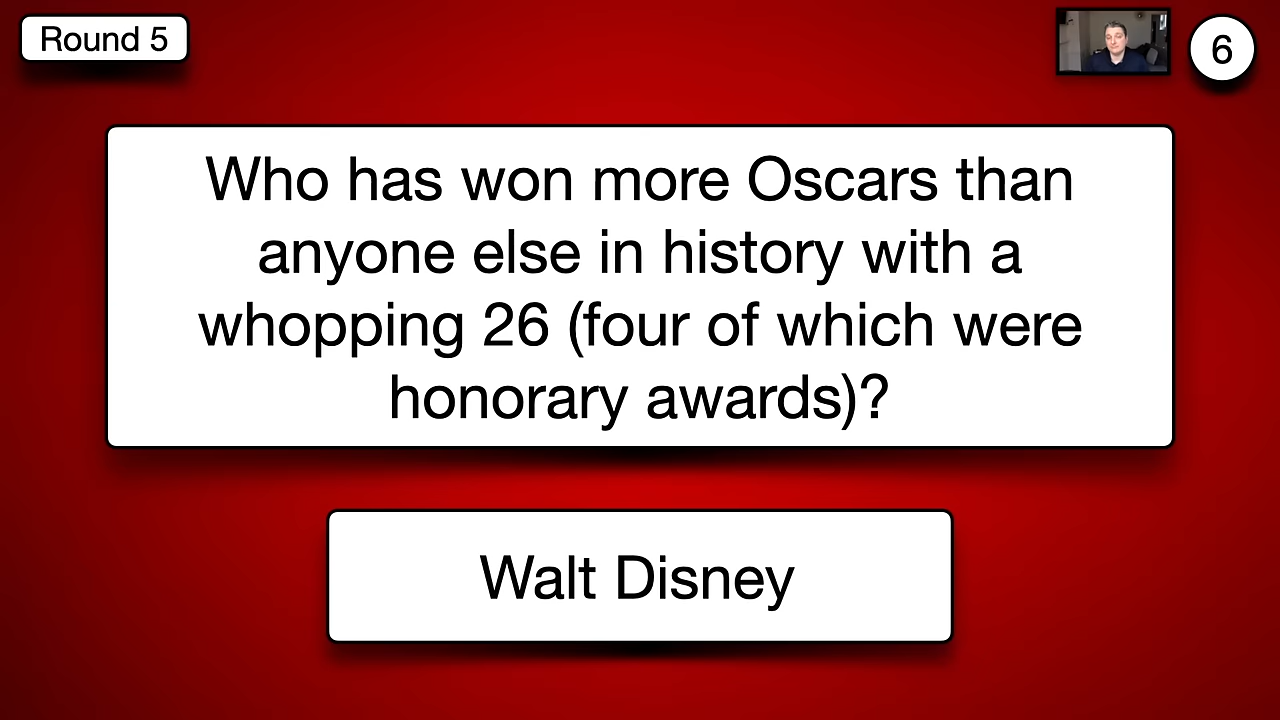 Round 5
6
Who has won more Oscars than
anyone else in history with a
whopping 26 (four of which were
honorary awards)?
Walt Disney